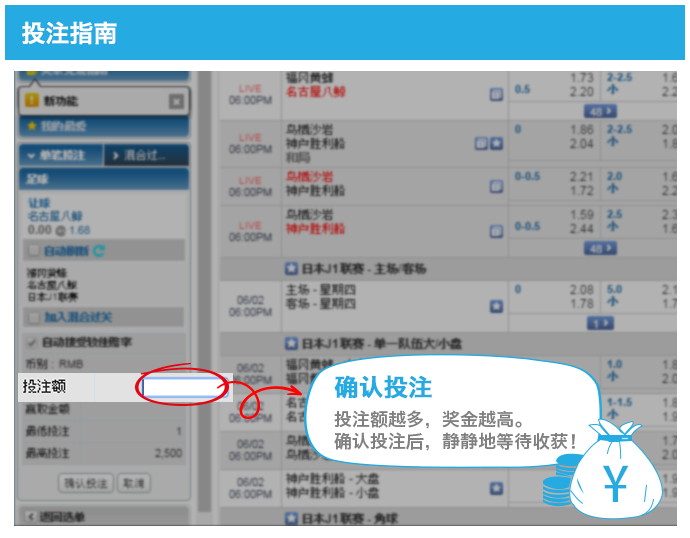 投注指南
新功能
我的最爱
单笔投注
混合过...
足球
让球
名古屋八鲸
0.00 @ 1.68
自动刷新
福冈黄蜂
名古屋八鲸
日本J1联赛
加入混合过关
自动接受较佳赔率
币别：RMB
投注额
赢取金额
最低投注 1
最高投注 2,500
确认投注 取消
返回选单
福冈黄蜂 1.73 2-2.5
LIVE 名古屋八鲸 0.5 2.20 小
06:00PM
48
鸟栖沙岩 0 1.86 2-2.5
LIVE 神户胜利船 2.04 小
06:00PM 和局
LIVE 鸟栖沙岩 0-0.5 2.21 2.0
06:00PM 神户胜利船 1.72 小
鸟栖沙岩 1.59 2.5
LIVE 神户胜利船 0-0.5 2.44 小
06:00PM
48
日本J1联赛 - 主场/客场
06/02 主场 - 星期四 0 2.08 5.0
06:00PM 客场 - 星期四 1.78 小
1
日本J1联赛 - 单一队伍大/小盘
06/02 福冈黄蜂 1.0
小
确认投注
投注额越多，奖金越高。
确认投注后，静静地等待收获！
1-1.5
小
06/02
06:00PM
06/02 神户胜利船 - 大盘
06:00PM 神户胜利船 - 小盘
日本J1联赛 - 角球
¥